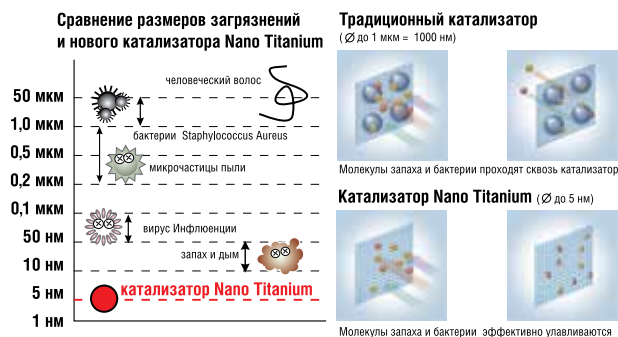 Сравнение размеров загрязнений
и нового катализатора Nano Titanium
человеческий волос
50 мкм
1,0 мкм
бактерии Staphylococcus Aureus
0,5 мкм
микрочастицы пыли
0,2 мкм
0,1 мкм
вирус Инфлюенции
50 нм
запах и дым
10 нм
5 нм
катализатор Nano Titanium
1 нм
Традиционный катализатор
(Ø до 1 мкм = 1000 нм)
Молекулы запаха и бактерии проходят сквозь катализатор
Катализатор Nano Titanium (Ø до 5 нм)
Молекулы запаха и бактерии эффективно улавливаются